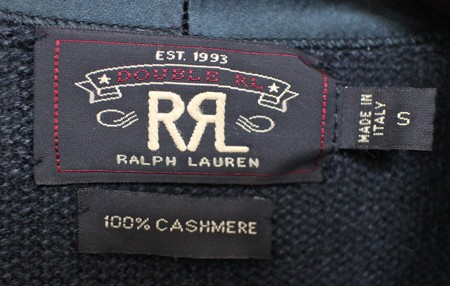 EST. 1993
DOUBLE RL
RRL
RALPH LAUREN
MADE IN
ITALY
S
100% CASHMERE